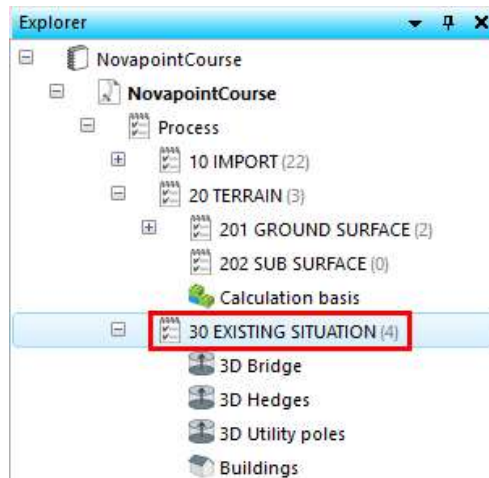 Explorer
NovapointCourse
NovapointCourse
Process
10 IMPORT (22)
20 TERRAIN (3)
201 GROUND SURFACE (2)
202 SUB SURFACE (0)
Calculation basis
30 EXISTING SITUATION (4)
3D Bridge
3D Hedges
3D Utility poles
Buildings